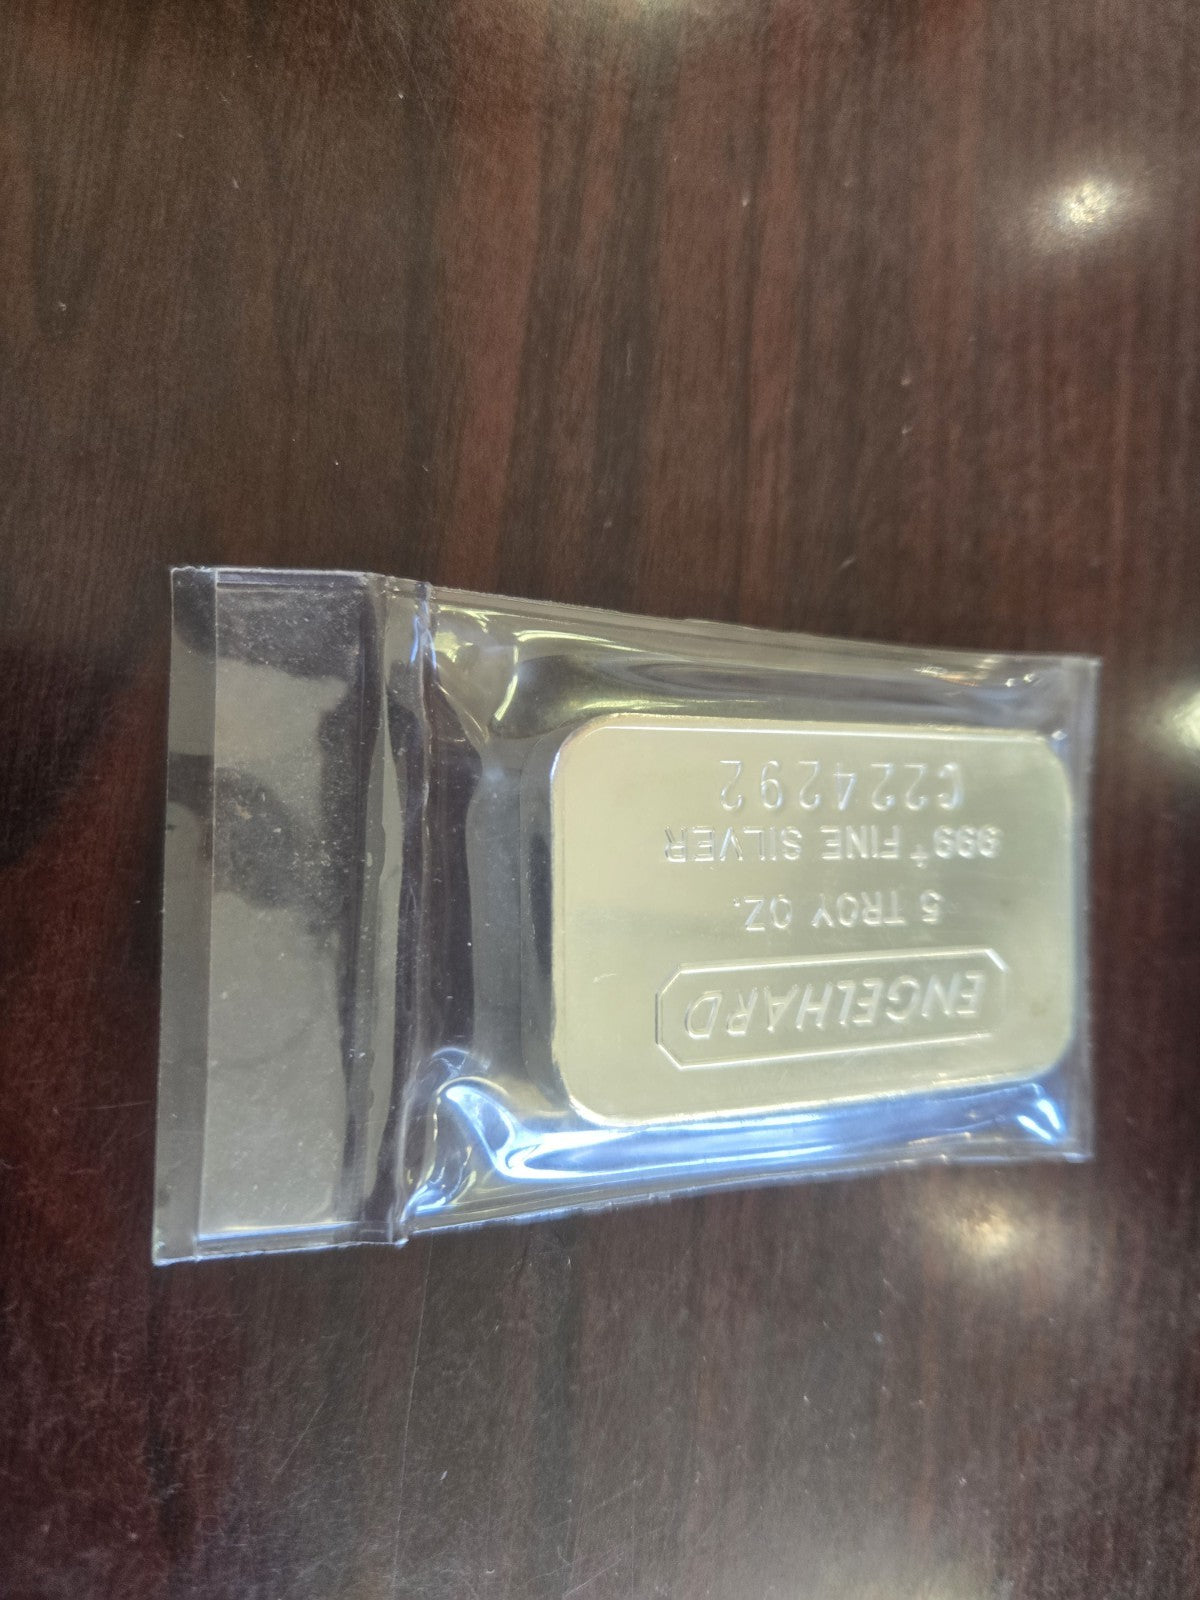 ENGELHARD
5 TROY OZ.
999+ FINE SILVER
C224292